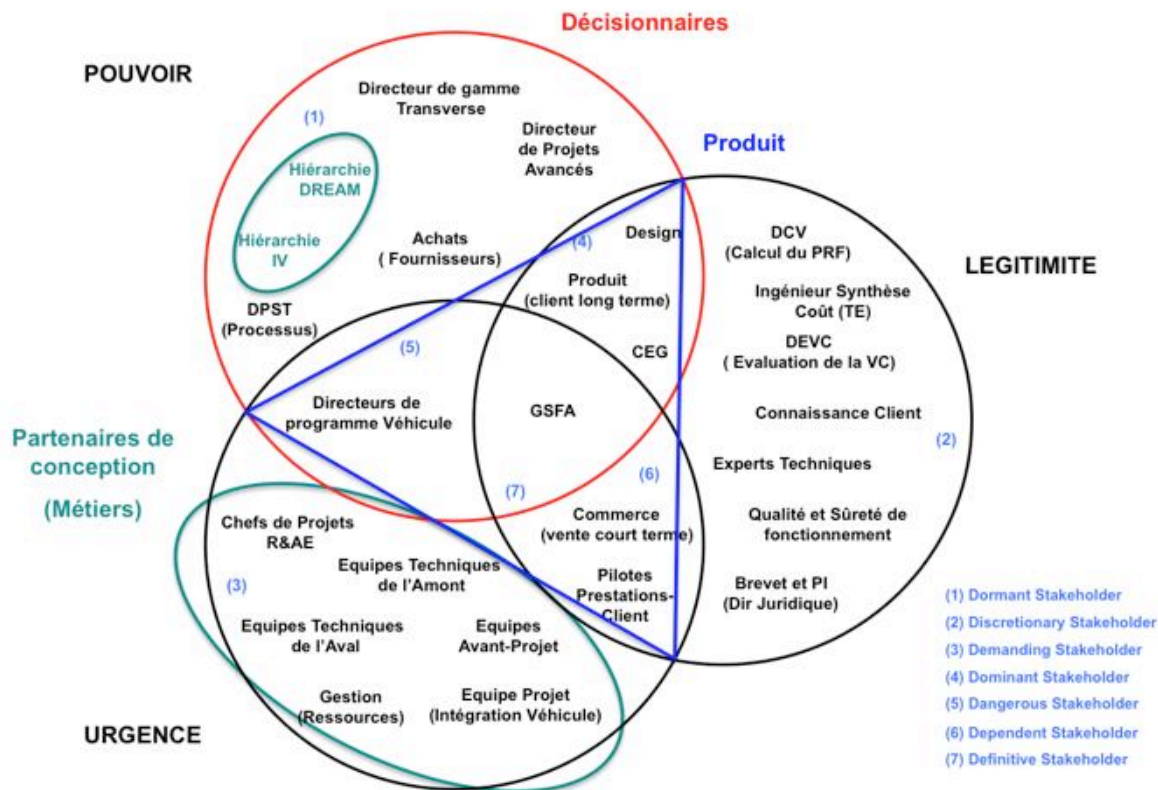 Décisionnaires
POUVOIR
Directeur de gamme
Transverse
(1)
Directeur
de Projets
Avancés
Produit
Hiérarchie
DREAM
Hiérarchie
IV
Achats
( Fournisseurs)
(4)
Design
DCV
(Calcul du PRF)
LEGITIMITE
Produit
(client long terme)
Ingénieur Synthèse
Coût (TE)
DPST
(Processus)
(5)
CEG
DEVC
( Evaluation de la VC)
Directeurs de
programme Véhicule
GSFA
Connaissance Client
(2)
Partenaires de
conception
(Métiers)
Experts Techniques
(6)
(7)
Chefs de Projets
R&AE
Commerce
(vente court terme)
Qualité et Sûreté de
fonctionnement
Equipes Techniques
de l'Amont
(3)
Pilotes
Prestations-
Client
Brevet et PI
(Dir Juridique)
Equipes Techniques
de l'Aval
Equipes
Avant-Projet
Gestion
(Ressources)
Equipe Projet
(Intégration Véhicule)
URGENCE
(1) Dormant Stakeholder
(2) Discretionary Stakeholder
(3) Demanding Stakeholder
(4) Dominant Stakeholder
(5) Dangerous Stakeholder
(6) Dependent Stakeholder
(7) Definitive Stakeholder